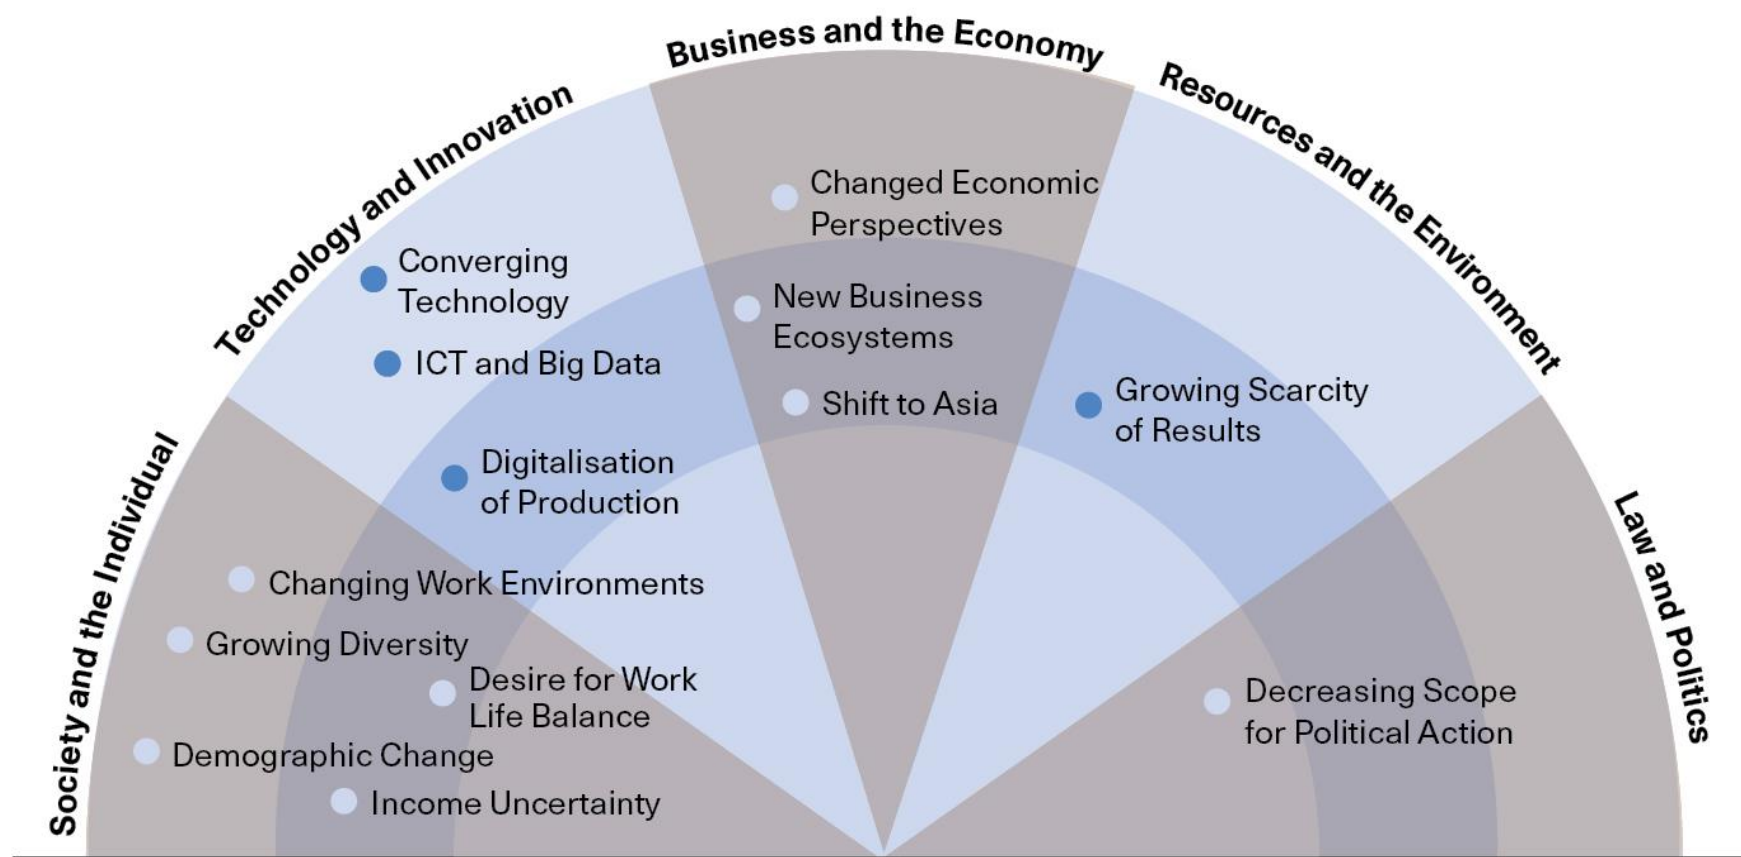 Business and the Economy
Resources and the Environment
Technology and Innovation
Society and the Individual
Law and Politics
Changed Economic
Perspectives
Converging
Technology
New Business
Ecosystems
ICT and Big Data
Shift to Asia
Growing Scarcity
of Results
Digitalisation
of Production
Changing Work Environments
Growing Diversity
Desire for Work
Life Balance
Demographic Change
Income Uncertainty
Decreasing Scope
for Political Action